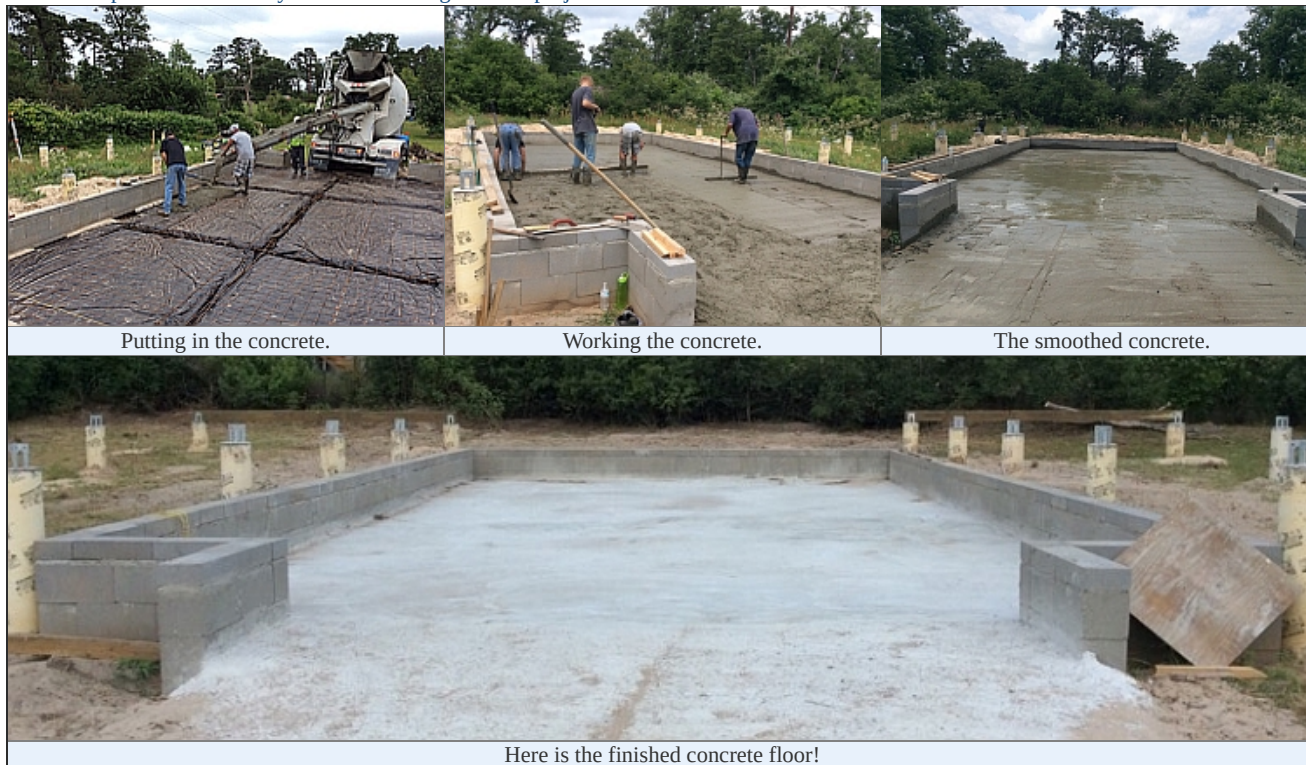 Putting in the concrete.
Working the concrete.
The smoothed concrete.
Here is the finished concrete floor!